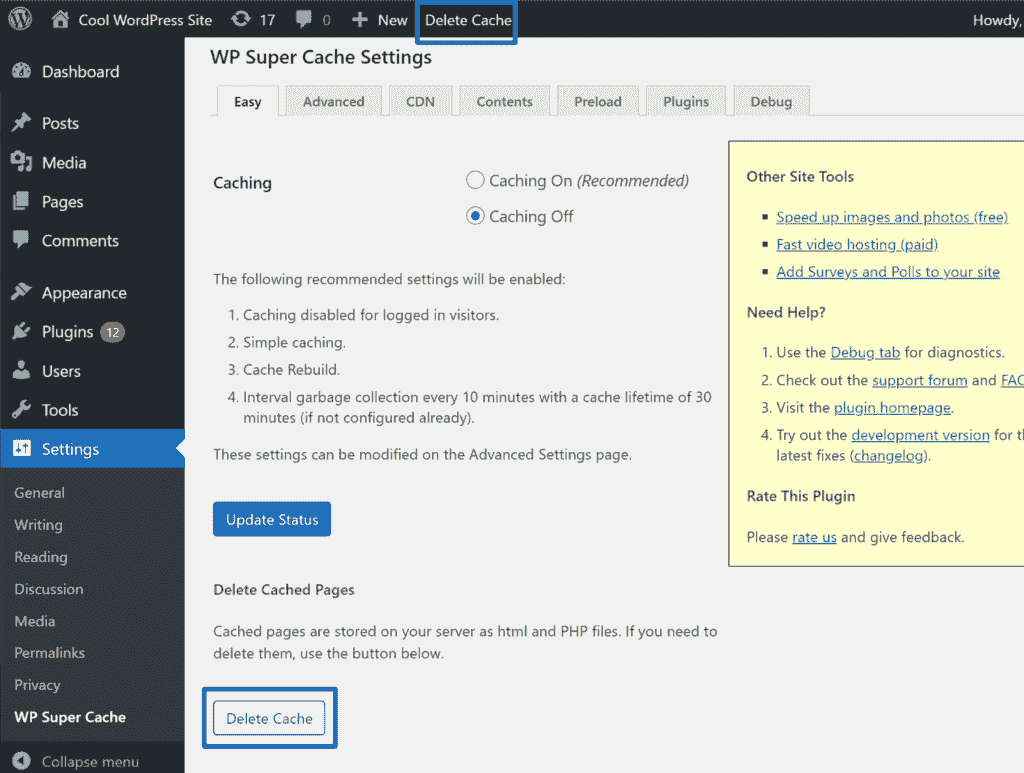 Cool WordPress Site 17 0 New Delete Cache Howdy,
Dashboard
Posts
Media
Pages
Comments
Appearance
Plugins 12
Users
Tools
Settings
General
Writing
Reading
Discussion
Media
Permalinks
Privacy
WP Super Cache
Collapse menu
WP Super Cache Settings
Easy Advanced CDN Contents Preload Plugins Debug
Caching
Caching On (Recommended)
Caching Off
The following recommended settings will be enabled:
1. Caching disabled for logged in visitors.
2. Simple caching.
3. Cache Rebuild.
4. Interval garbage collection every 10 minutes with a cache lifetime of 30
minutes (if not configured already).
These settings can be modified on the Advanced Settings page.
Update Status
Delete Cached Pages
Cached pages are stored on your server as html and PHP files. If you need to
delete them, use the button below.
Delete Cache
Other Site Tools
Speed up images and photos (free)
Fast video hosting (paid)
Add Surveys and Polls to your site
Need Help?
1. Use the Debug tab for diagnostics.
2. Check out the support forum and
3. Visit the plugin homepage.
4. Try out the development version for
latest fixes (changelog).
Rate This Plugin
Please rate us and give feedback.